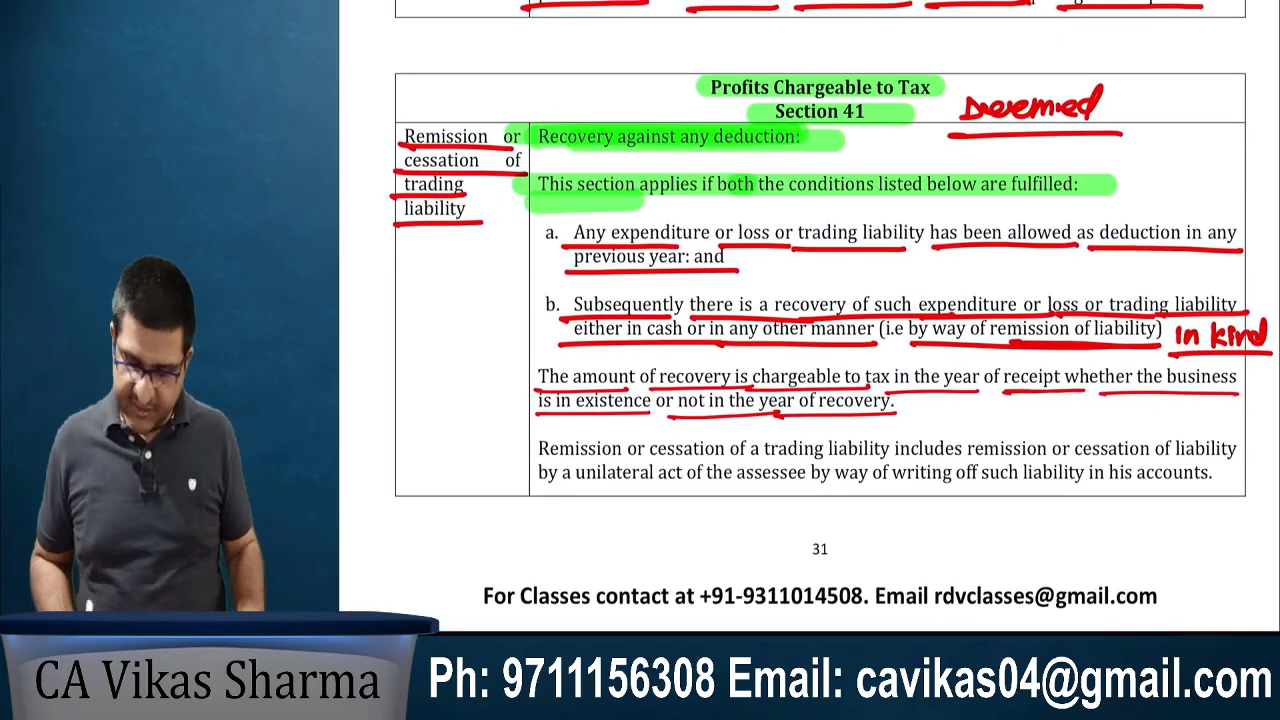 Profits Chargeable to Tax
Section 41
Deeemed
Remission or
cessation of
trading
liability
Recovery against any deduction:
This section applies if both the conditions listed below are fulfilled:
a. Any expenditure or loss or trading liability has been allowed as deduction in any
previous year: and
b. Subsequently there is a recovery of such expenditure or loss or trading liability
either in cash or in any other manner (i.e by way of remission of liability)
in kind
The amount of recovery is chargeable to tax in the year of receipt whether the business
is in existence or not in the year of recovery.
Remission or cessation of a trading liability includes remission or cessation of liability
by a unilateral act of the assessee by way of writing off such liability in his accounts.
31
For Classes contact at +91-9311014508. Email rdvclasses@gmail.com
CA Vikas Sharma
Ph: 9711156308 Email: cavikas04@gmail.com